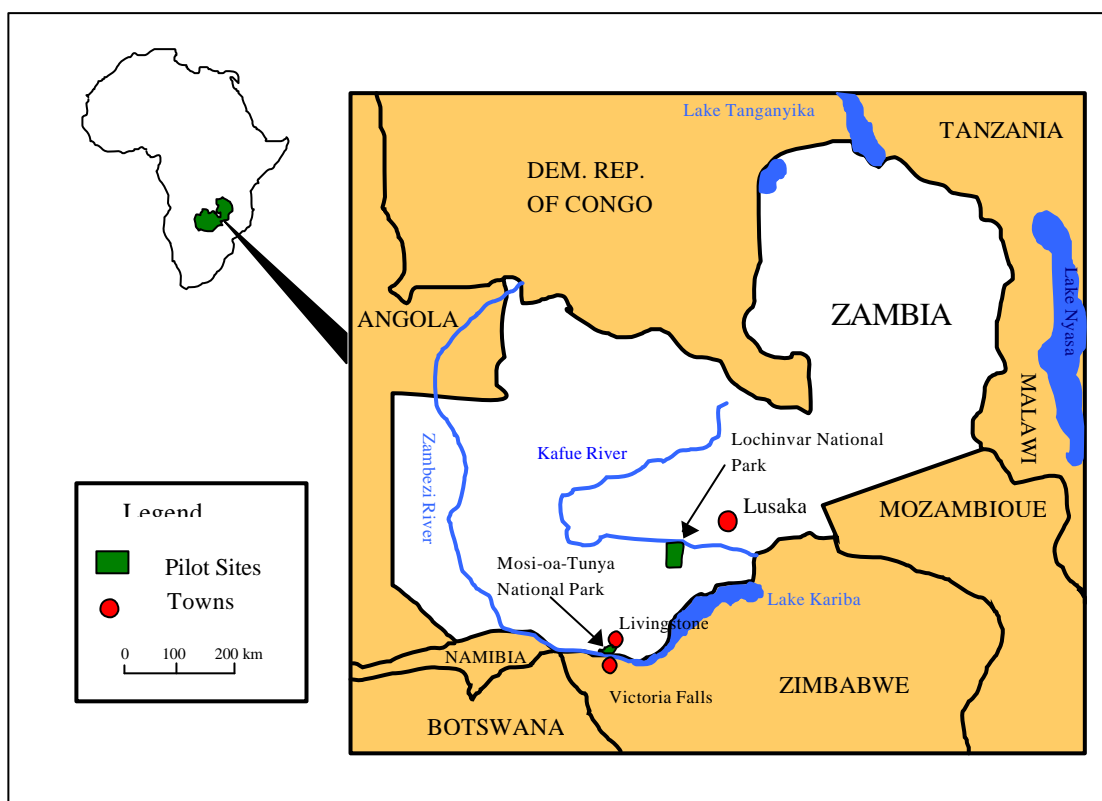 Lake Tanganyika
TANZANIA
DEM. REP.
OF CONGO
ZAMBIA
ANGOLA
Lake Nyasa
MALAWI
Zambezi River
Kafue River
Lochinvar National
Park
Lusaka
MOZAMBIOUE
Mosi-oa-Tunya
National Park
Lake Kariba
Livingstone
NAMIBIA
Victoria Falls
ZIMBABWE
BOTSWANA
Legend
Pilot Sites
Towns
0 100 200 km